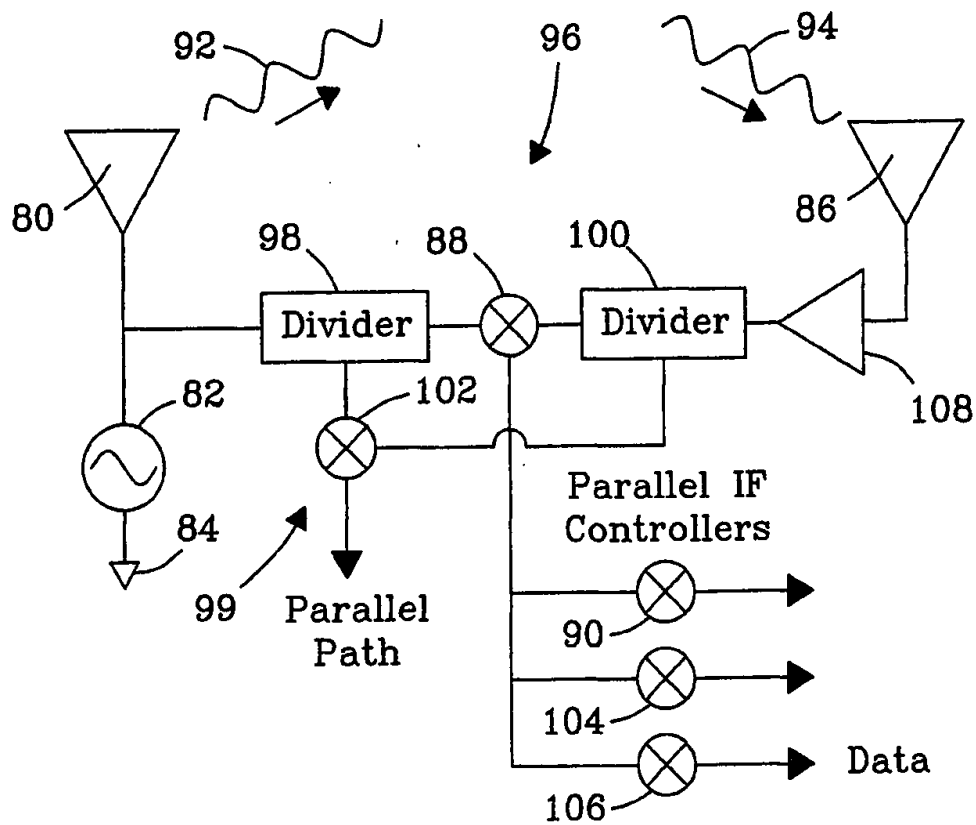 92
96
94
80
86
98
88
100
Divider
Divider
82
102
108
84
Parallel IF
Controllers
99
Parallel
Path
90
104
Data
106